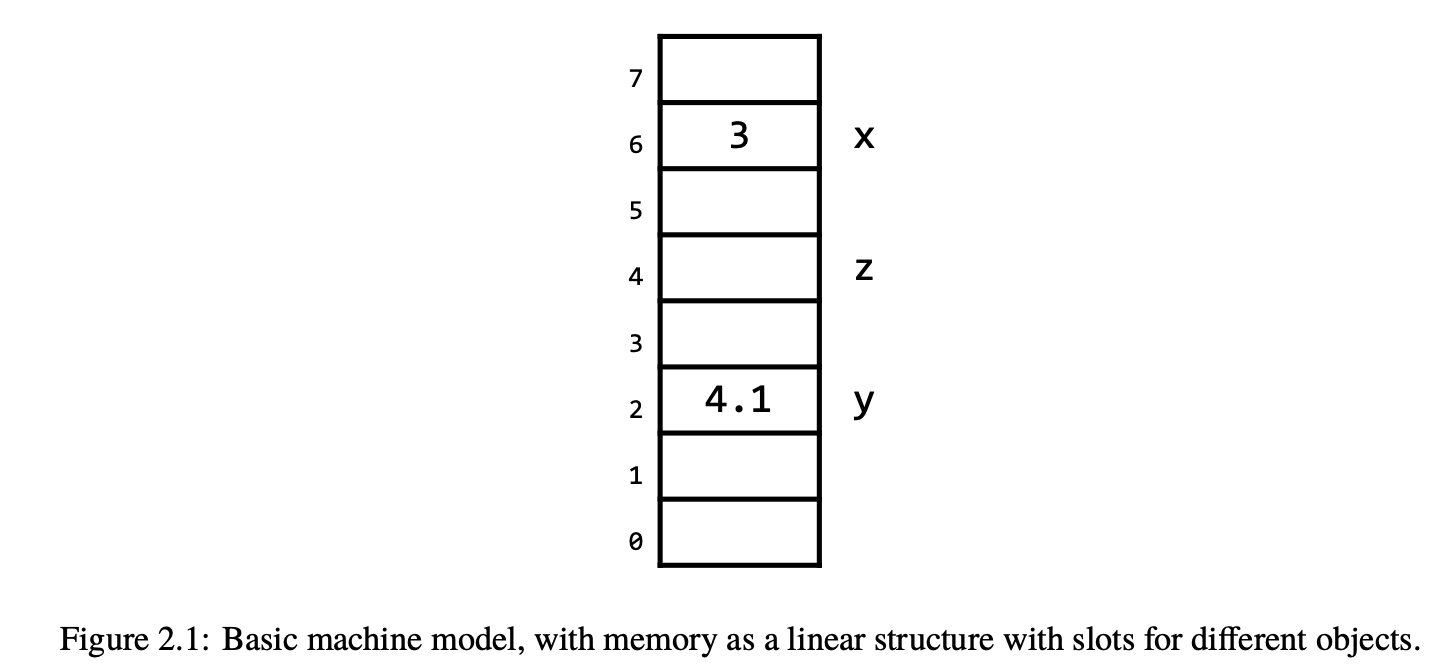 7
6 3 x
5
4 z
3
2 4.1 y
1
0
Figure 2.1: Basic machine model, with memory as a linear structure with slots for different objects.